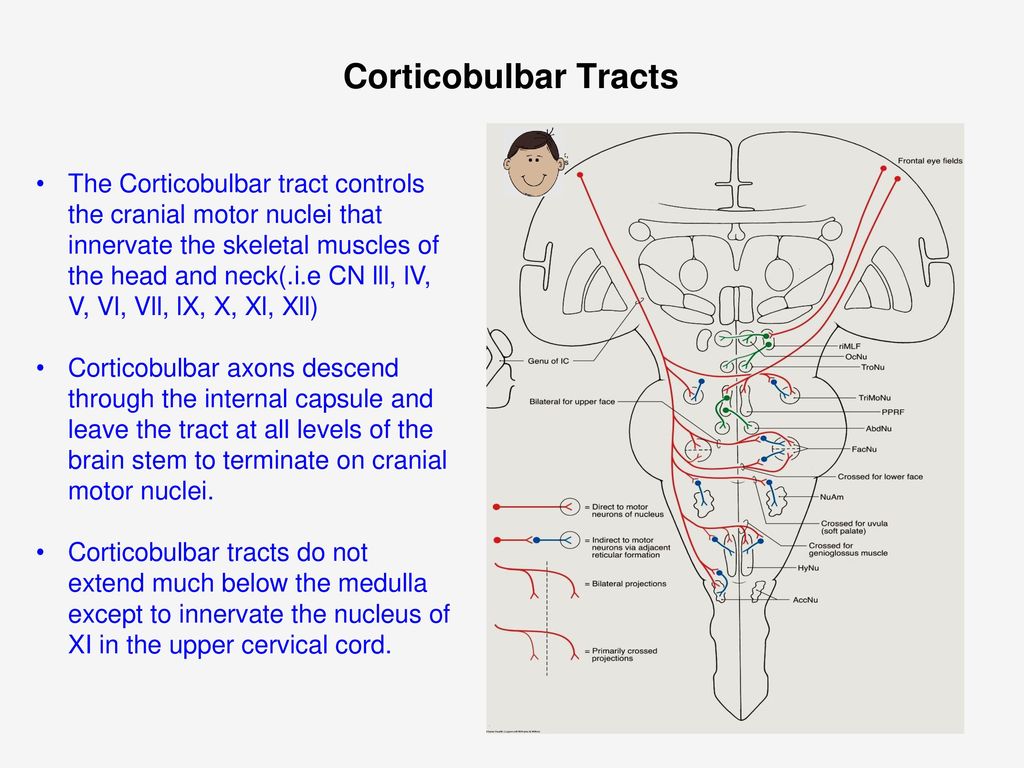 Corticobulbar Tracts
• The Corticobulbar tract controls
the cranial motor nuclei that
innervate the skeletal muscles of
the head and neck(.i.e CN lll, lV,
V, Vl, Vll, lX, X, Xl, Xll)
• Corticobulbar axons descend
through the internal capsule and
leave the tract at all levels of the
brain stem to terminate on cranial
motor nuclei.
• Corticobulbar tracts do not
extend much below the medulla
except to innervate the nucleus of
XI in the upper cervical cord.
Frontal eye fields
riMLF
OcNu
TroNu
Genu of IC
TriMoNu
Bilateral for upper face
PPRF
AbdNu
FacNu
Crossed for lower face
NuAm
= Direct to motor
neurons of nucleus
Crossed for uvula
(soft palate)
= Indirect to motor
neurons via adjacent
reticular formation
Crossed for
genioglossus muscle
HyNu
= Bilateral projections
AccNu
= Primarily crossed
projections